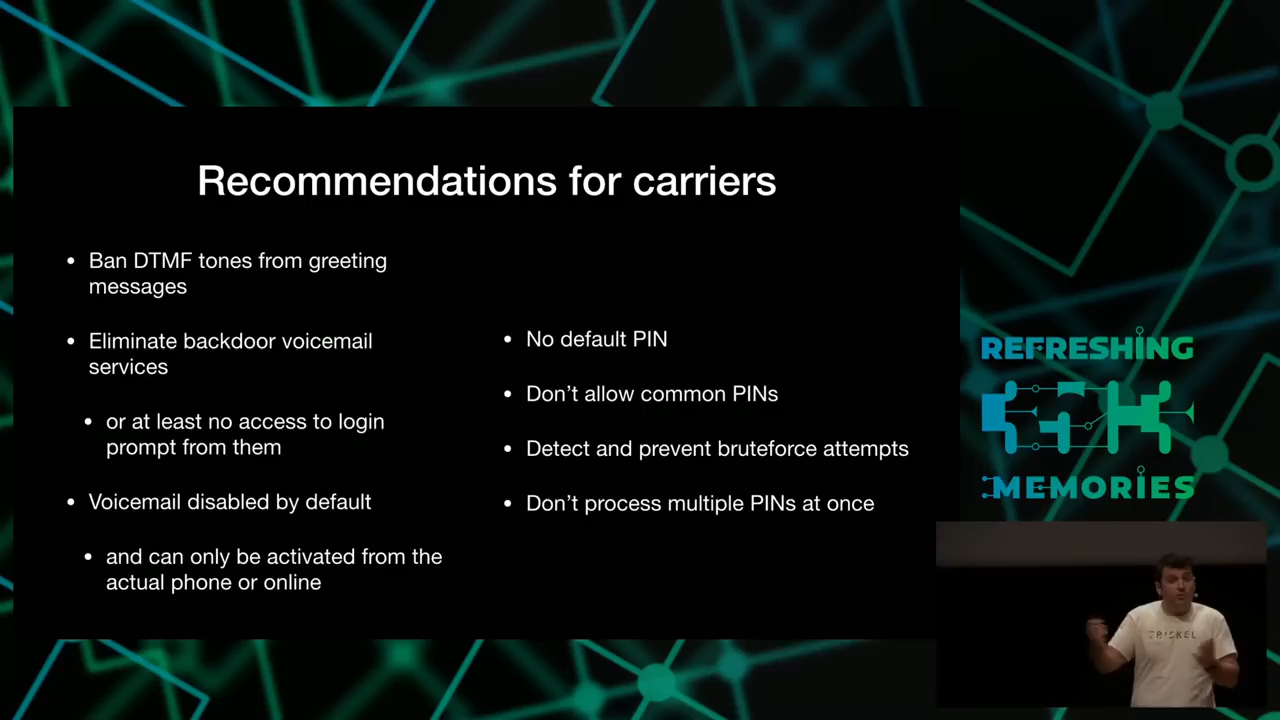 Recommendations for carriers
• Ban DTMF tones from greeting
messages
• Eliminate backdoor voicemail
services
• or at least no access to login
prompt from them
• Voicemail disabled by default
• and can only be activated from the
actual phone or online
• No default PIN
• Don’t allow common PINs
• Detect and prevent bruteforce attempts
• Don’t process multiple PINs at once
REFRESHING
35C3
MEMORIES
TRISKEL